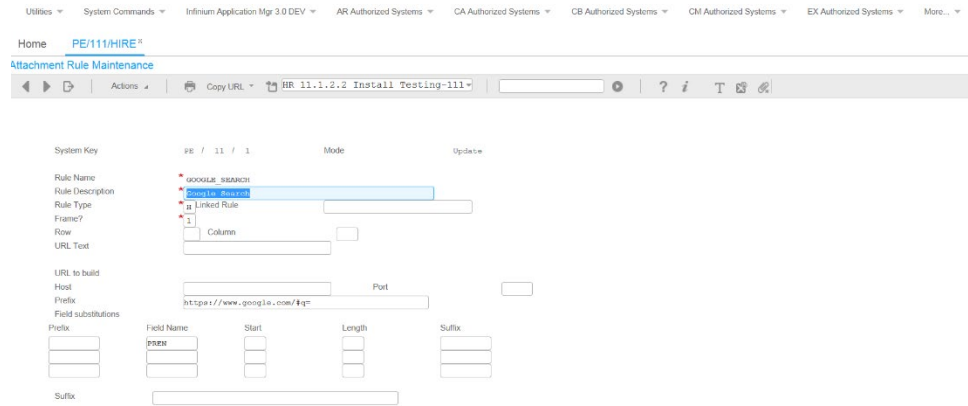 Utilities System Commands Infinium Application Mgr 3.0 DEV AR Authorized Systems CA Authorized Systems CB Authorized Systems CM Authorized Systems EX Authorized Systems More...
Home PE/111/HIRE x
Attachment Rule Maintenance
Actions Copy URL HR 11.1.2.2 Install Testing-111 ? i T
System Key PE / 11 / 1 Mode Update
Rule Name * GOOGLE_SEARCH
Rule Description * Google Search
Rule Type * H Linked Rule
Frame? * 1
Row Column
URL Text
URL to build
Host Port
Prefix https://www.google.com/#q=
Field substitutions
Prefix Field Name Start Length Suffix
PREN
Suffix